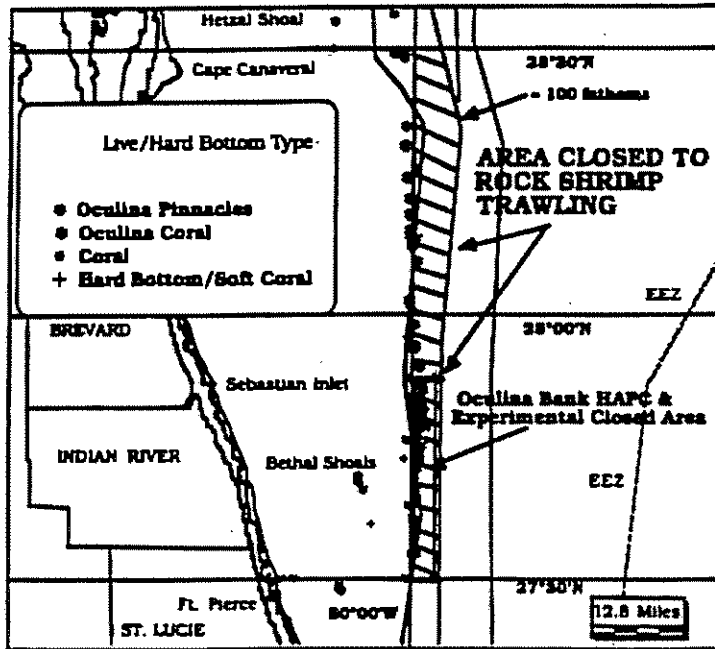 Hetzal Shoal
Cape Canaveral
28°30'N
= 100 fathoms
Live/Hard Bottom Type
Oculina Pinnacles
Oculina Coral
Coral
+ Hard Bottom/Soft Coral
AREA CLOSED TO
ROCK SHRIMP
TRAWLING
EEZ
BREVARD
28°00'N
Sebastian Inlet
Oculina Bank HAPC &
Experimental Closed Area
INDIAN RIVER
Bethal Shoals
EEZ
27°30'N
Ft. Pierce
80°00'W
12.8 Miles
ST. LUCIE